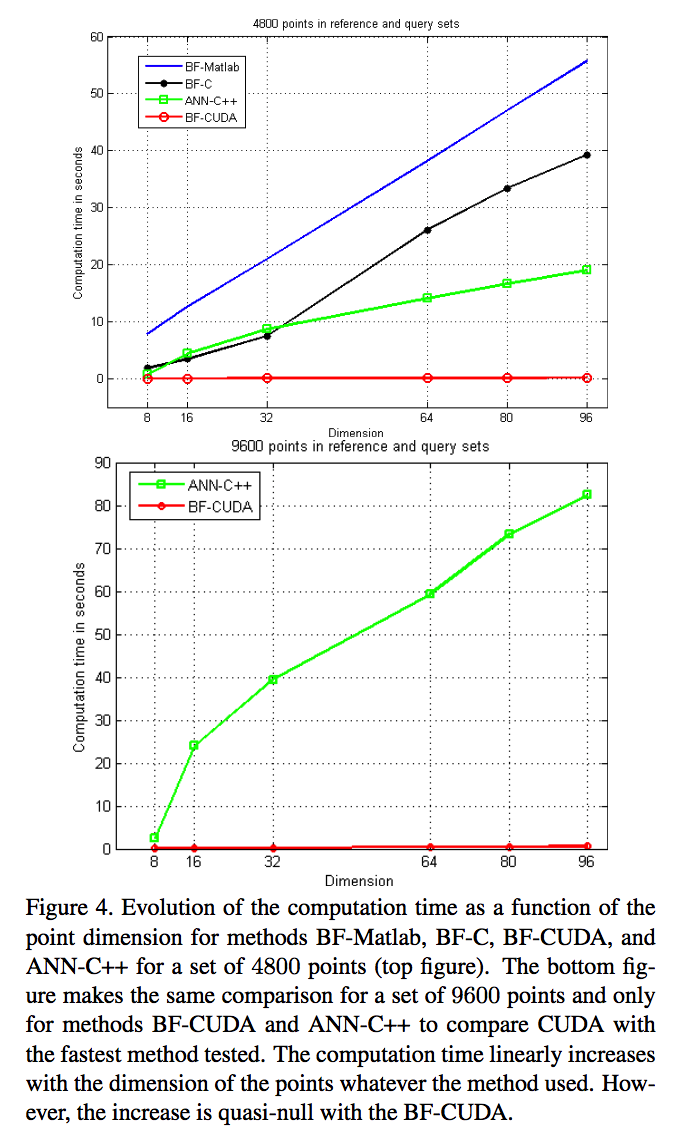 4800 points in reference and query sets
60
50
40
30
20
10
0
Computation time in seconds
BF-Matlab
BF-C
ANN-C++
BF-CUDA
8 16 32 64 80 96
Dimension
9600 points in reference and query sets
90
80
70
60
50
40
30
20
10
0
Computation time in seconds
ANN-C++
BF-CUDA
8 16 32 64 80 96
Dimension
Figure 4. Evolution of the computation time as a function of the
point dimension for methods BF-Matlab, BF-C, BF-CUDA, and
ANN-C++ for a set of 4800 points (top figure). The bottom fig-
ure makes the same comparison for a set of 9600 points and only
for methods BF-CUDA and ANN-C++ to compare CUDA with
the fastest method tested. The computation time linearly increases
with the dimension of the points whatever the method used. How-
ever, the increase is quasi-null with the BF-CUDA.